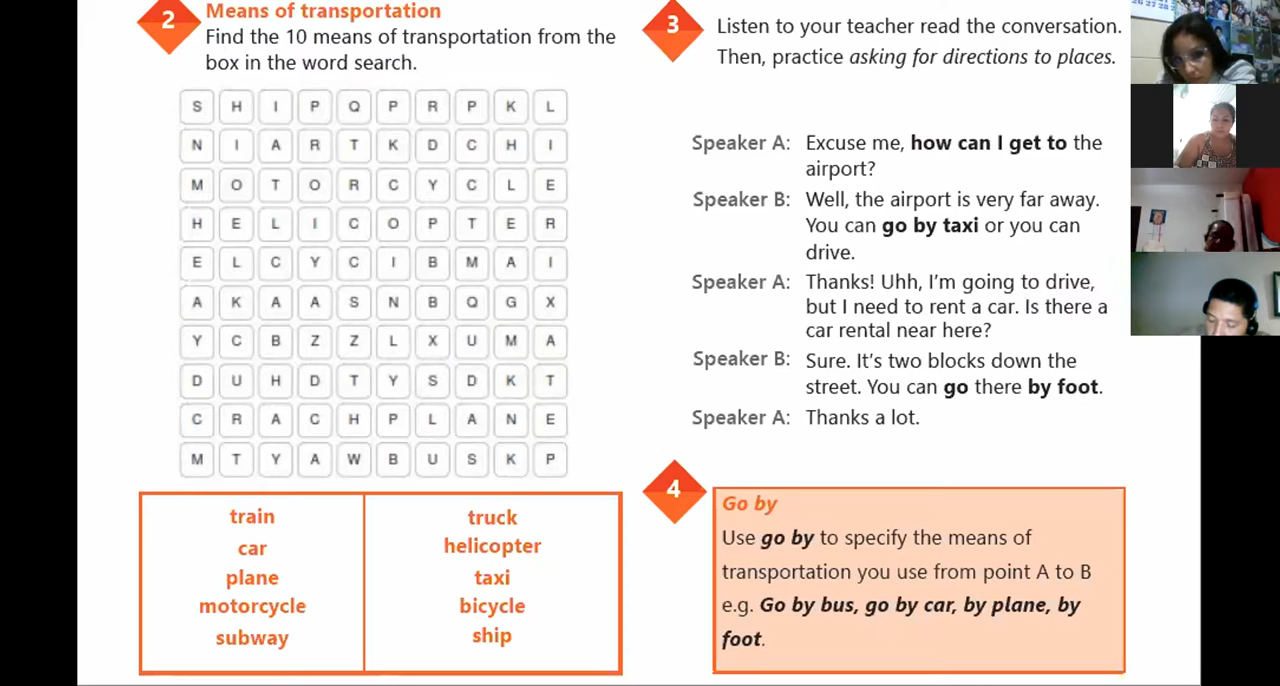 2
Means of transportation
Find the 10 means of transportation from the
box in the word search.
S H I P Q P R P K L
N I A R T K D C H I
M O T O R C Y C L E
H E L I C O P T E R
E L C Y C I B M A I
A K A A S N B Q G X
Y C B Z Z L X U M A
D U H D T Y S D K T
C R A C H P L A N E
M T Y A W B U S K P
train
car
plane
motorcycle
subway
truck
helicopter
taxi
bicycle
ship
3
Listen to your teacher read the conversation.
Then, practice asking for directions to places.
Speaker A: Excuse me, how can I get to the
airport?
Speaker B: Well, the airport is very far away.
You can go by taxi or you can
drive.
Speaker A: Thanks! Uhh, I'm going to drive,
but I need to rent a car. Is there a
car rental near here?
Speaker B: Sure. It's two blocks down the
street. You can go there by foot.
Speaker A: Thanks a lot.
4
Go by
Use go by to specify the means of
transportation you use from point A to B
e.g. Go by bus, go by car, by plane, by
foot.